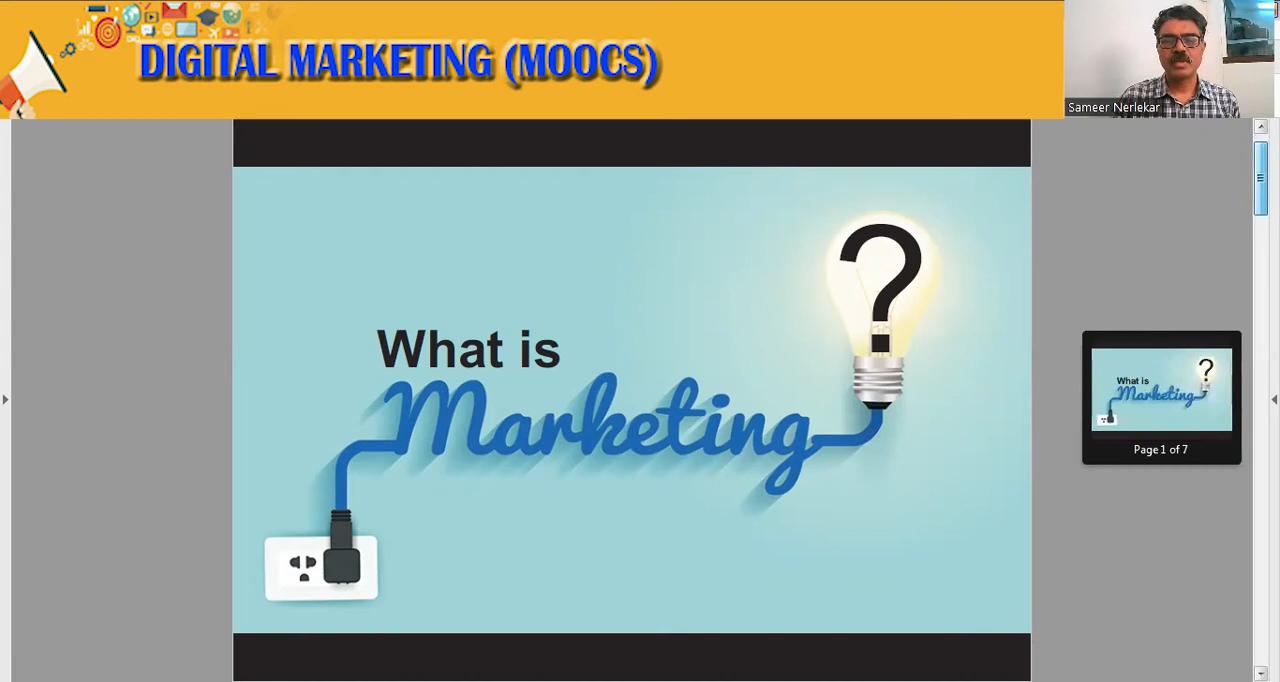 DIGITAL MARKETING (MOOCS)
Sameer Nerlekar
What is
Marketing
?
What is
Marketing
?
Page 1 of 7